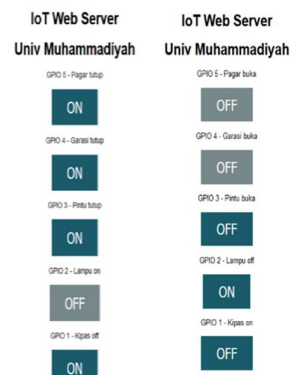 IoT Web Server
Univ Muhammadiyah
GPIO 5 - Pagar tutup
ON
GPIO 4 - Garasi tutup
ON
GPIO 3 - Pintu tutup
ON
GPIO 2 - Lampu on
OFF
GPIO 1 - Kipas off
ON
IoT Web Server
Univ Muhammadiyah
GPIO 5 - Pagar buka
OFF
GPIO 4 - Garasi buka
OFF
GPIO 3 - Pintu buka
OFF
GPIO 2 - Lampu off
ON
GPIO 1 - Kipas on
OFF